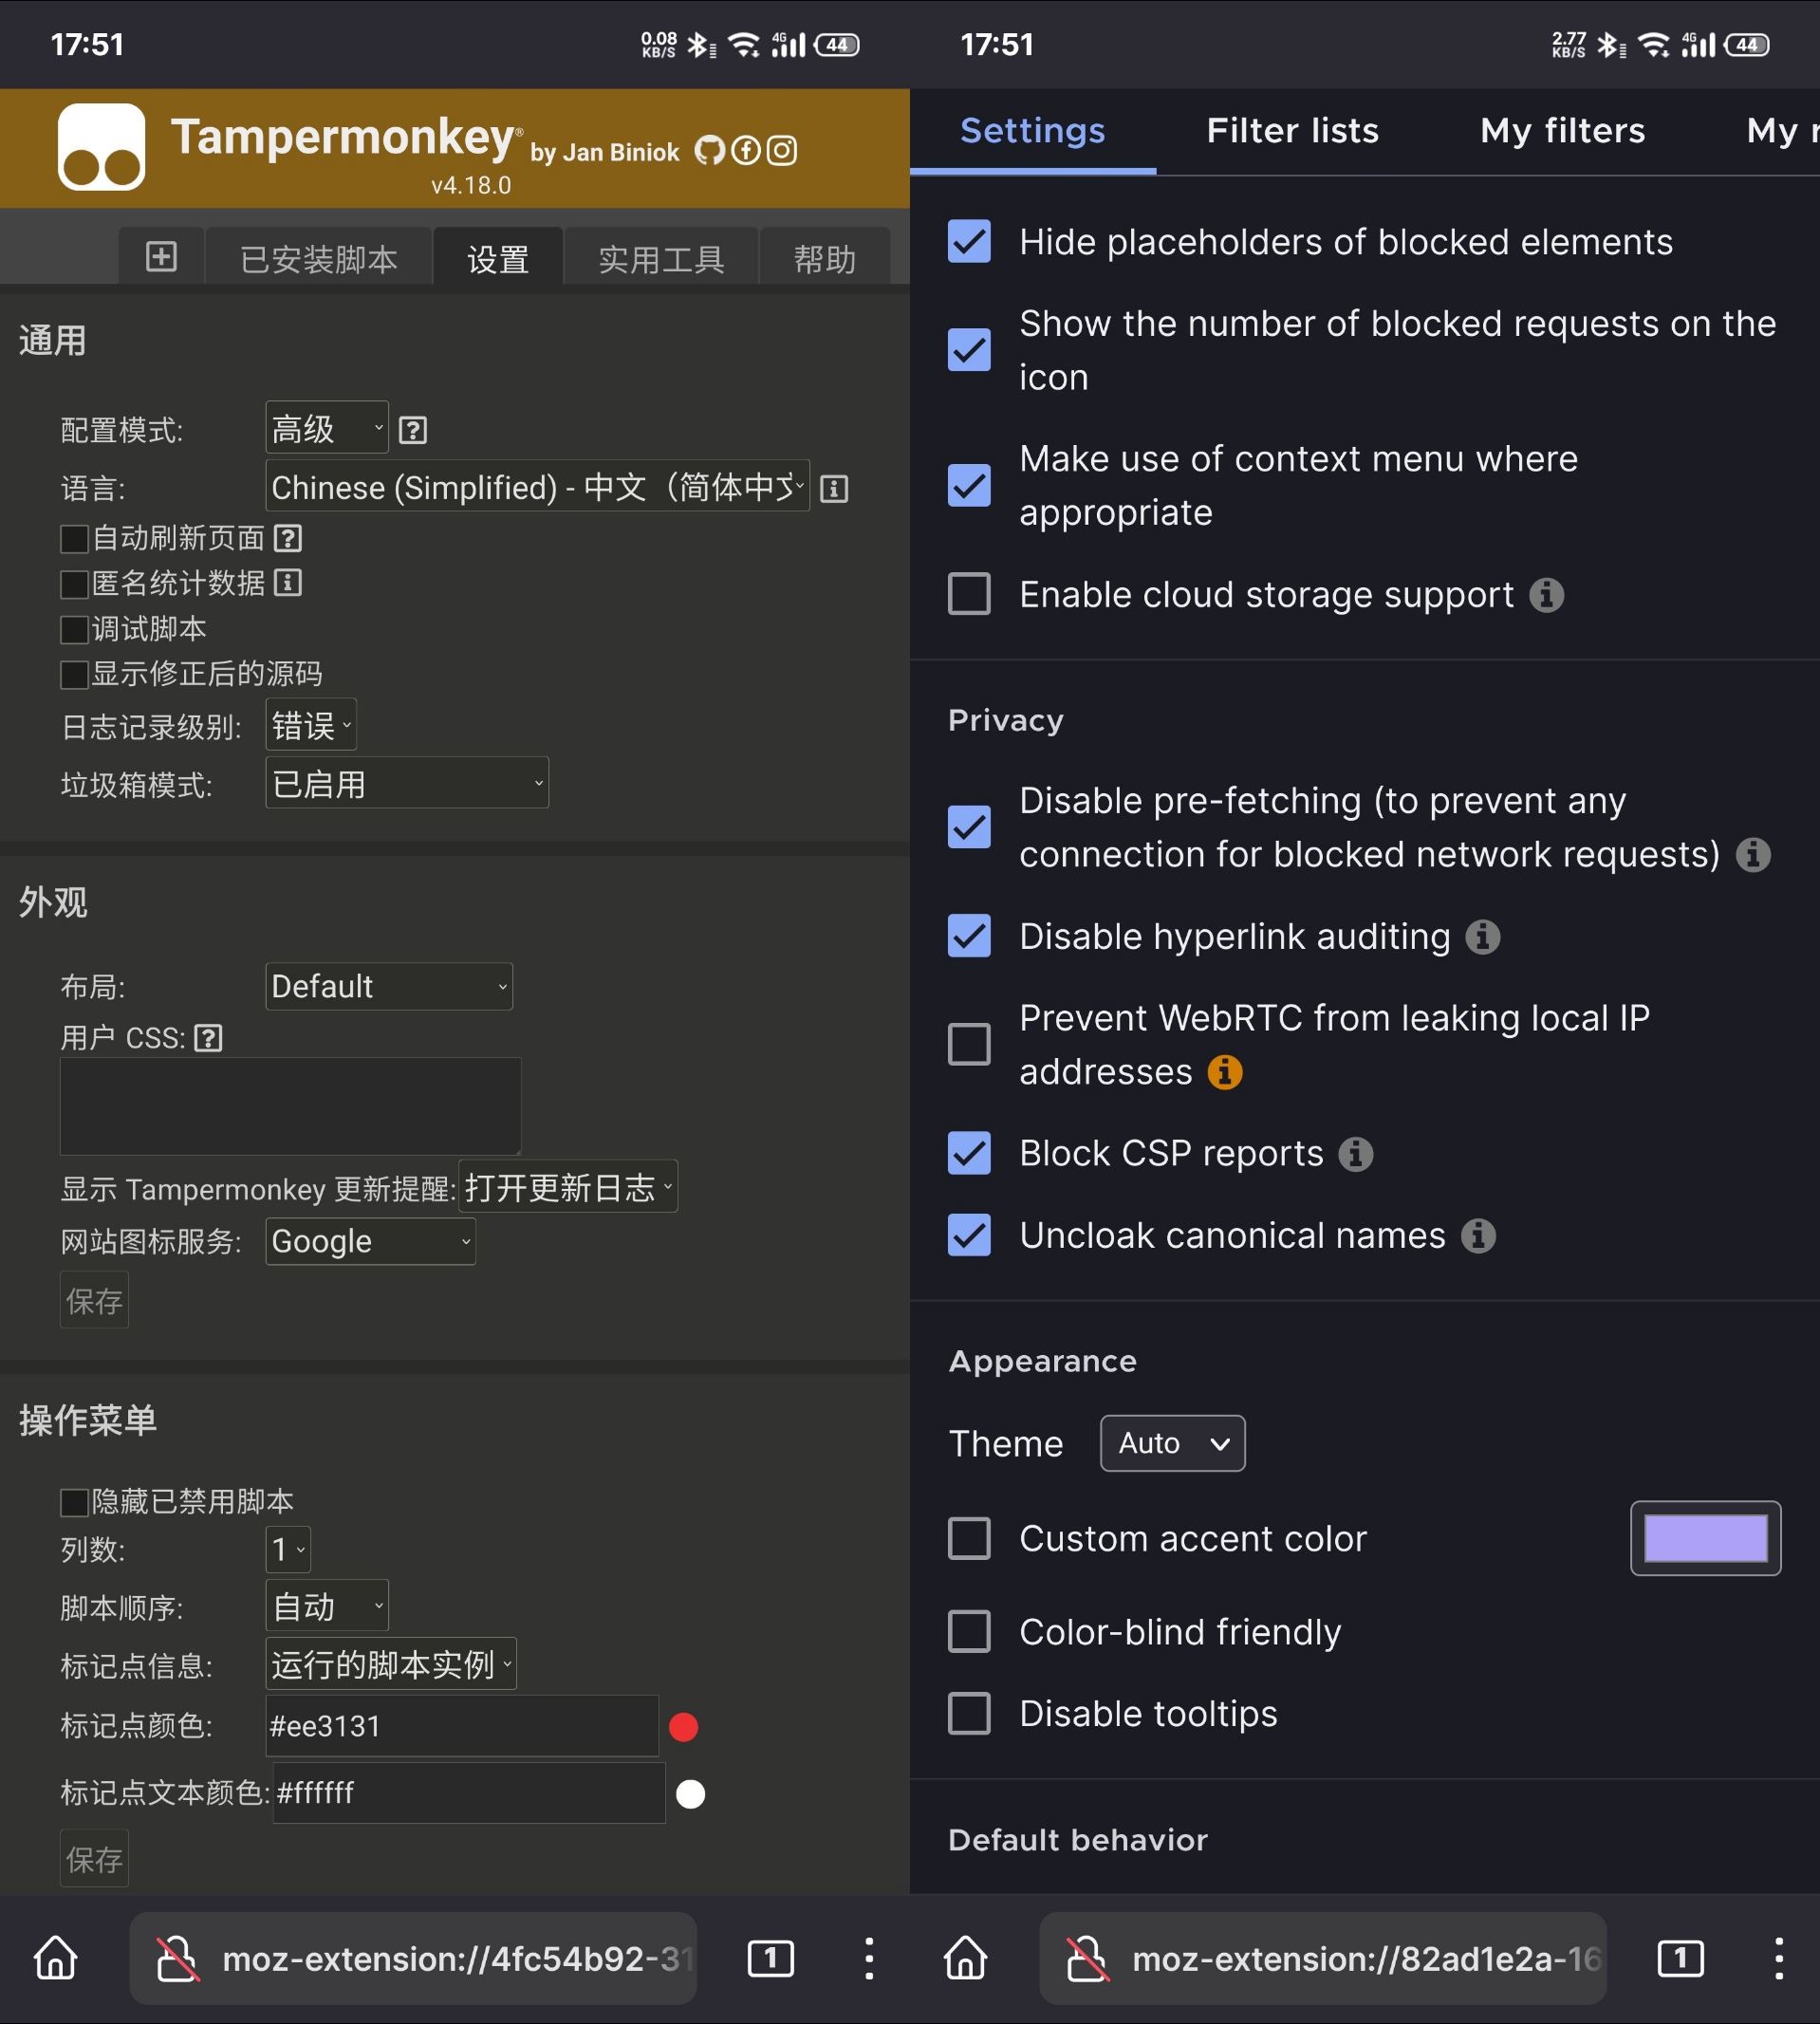 17:51
0.08 KB/S
4G
44
Tampermonkey® by Jan Biniok
v4.18.0
已安装脚本
设置
实用工具
帮助
通用
配置模式: 高级
语言: Chinese (Simplified) - 中文（简体中文
自动刷新页面
匿名统计数据
调试脚本
显示修正后的源码
日志记录级别: 错误
垃圾箱模式: 已启用
外观
布局: Default
用户 CSS:
显示 Tampermonkey 更新提醒: 打开更新日志
网站图标服务: Google
保存
操作菜单
隐藏已禁用脚本
列数: 1
脚本顺序: 自动
标记点信息: 运行的脚本实例
标记点颜色: #ee3131
标记点文本颜色: #ffffff
保存
moz-extension://4fc54b92-31
1
17:51
2.77 KB/S
4G
44
Settings
Filter lists
My filters
My r
Hide placeholders of blocked elements
Show the number of blocked requests on the
icon
Make use of context menu where
appropriate
Enable cloud storage support
Privacy
Disable pre-fetching (to prevent any
connection for blocked network requests)
Disable hyperlink auditing
Prevent WebRTC from leaking local IP
addresses
Block CSP reports
Uncloak canonical names
Appearance
Theme Auto
Custom accent color
Color-blind friendly
Disable tooltips
Default behavior
moz-extension://82ad1e2a-16
1